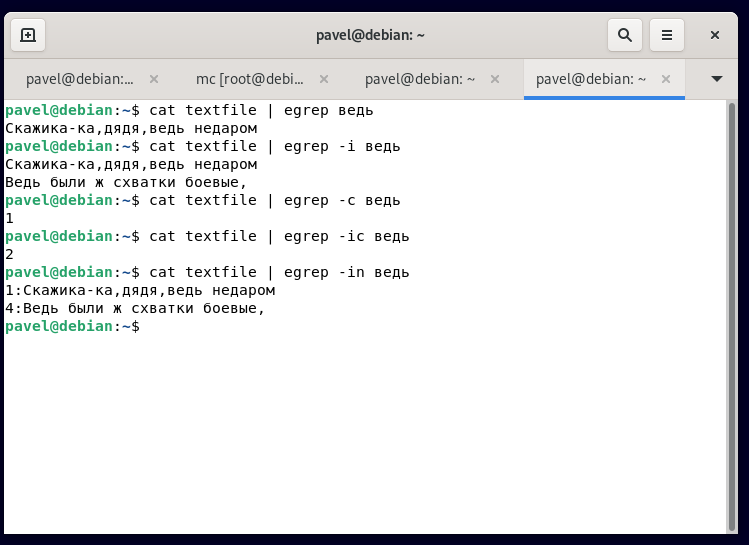 pavel@debian: ~
pavel@debian:...
mc [root@debi...
pavel@debian: ~
pavel@debian: ~
pavel@debian:~$ cat textfile | egrep ведь
Скажика-ка,дядя,ведь недаром
pavel@debian:~$ cat textfile | egrep -i ведь
Скажика-ка,дядя,ведь недаром
Ведь были ж схватки боевые,
pavel@debian:~$ cat textfile | egrep -c ведь
1
pavel@debian:~$ cat textfile | egrep -ic ведь
2
pavel@debian:~$ cat textfile | egrep -in ведь
1:Скажика-ка,дядя,ведь недаром
4:Ведь были ж схватки боевые,
pavel@debian:~$